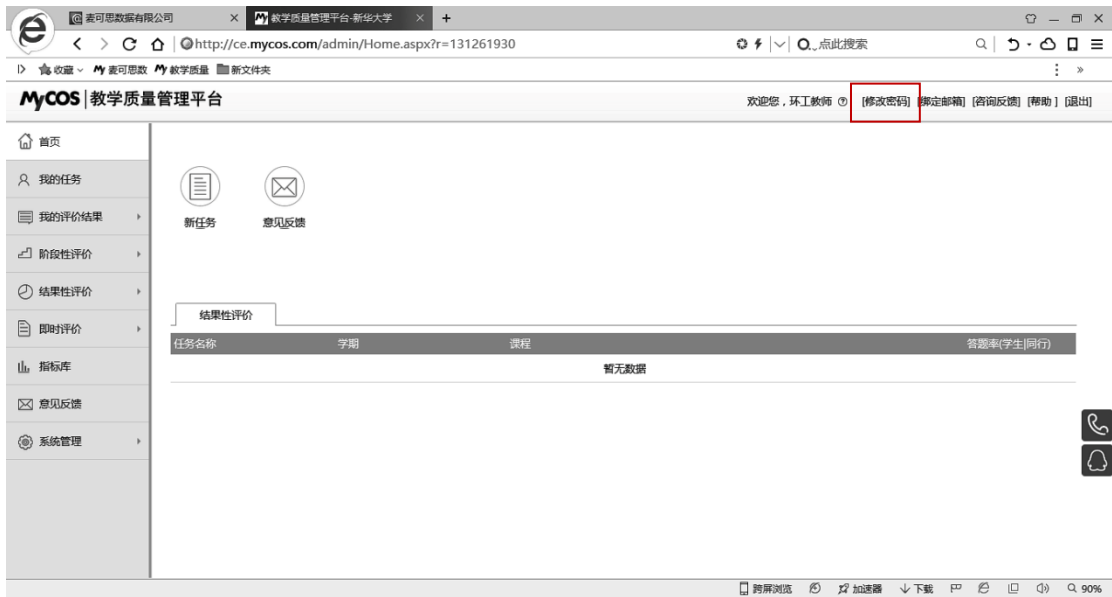 麦可思数据有限公司 教学质量管理平台-新华大学
http://ce.mycos.com/admin/Home.aspx?r=131261930 点此搜索
收藏 麦可思数 教学质量 新文件夹
MyCOS 教学质量管理平台 欢迎您，环工教师 [修改密码] [绑定邮箱] [咨询反馈] [帮助] [退出]
首页
我的任务
我的评价结果
阶段性评价
结果性评价
即时评价
指标库
意见反馈
系统管理
新任务 意见反馈
结果性评价
任务名称 学期 课程 答题率(学生|同行)
暂无数据
跨屏浏览 加速器 下载 90%